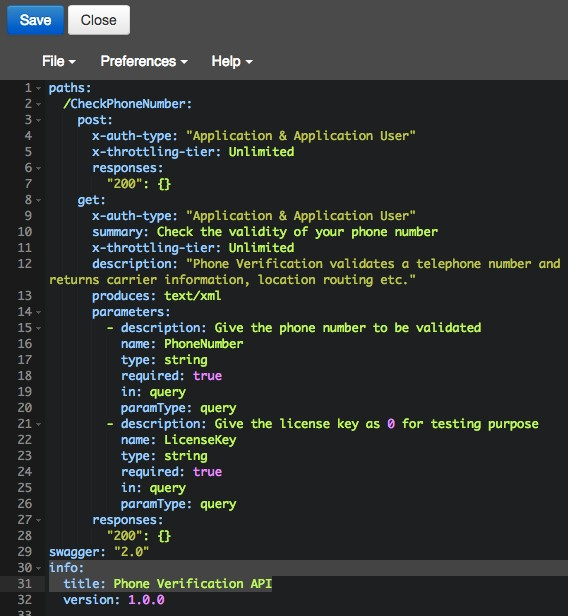 Save Close
File Preferences Help
1 paths:
2 /CheckPhoneNumber:
3 post:
4 x-auth-type: "Application & Application User"
5 x-throttling-tier: Unlimited
6 responses:
7 "200": {}
8 get:
9 x-auth-type: "Application & Application User"
10 summary: Check the validity of your phone number
11 x-throttling-tier: Unlimited
12 description: "Phone Verification validates a telephone number and
returns carrier information, location routing etc."
13 produces: text/xml
14 parameters:
15 - description: Give the phone number to be validated
16 name: PhoneNumber
17 type: string
18 required: true
19 in: query
20 paramType: query
21 - description: Give the license key as 0 for testing purpose
22 name: LicenseKey
23 type: string
24 required: true
25 in: query
26 paramType: query
27 responses:
28 "200": {}
29 swagger: "2.0"
30 info:
31 title: Phone Verification API
32 version: 1.0.0
33